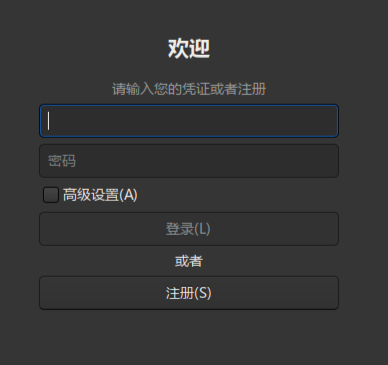 欢迎
请输入您的凭证或者注册
密码
高级设置(A)
登录(L)
或者
注册(S)